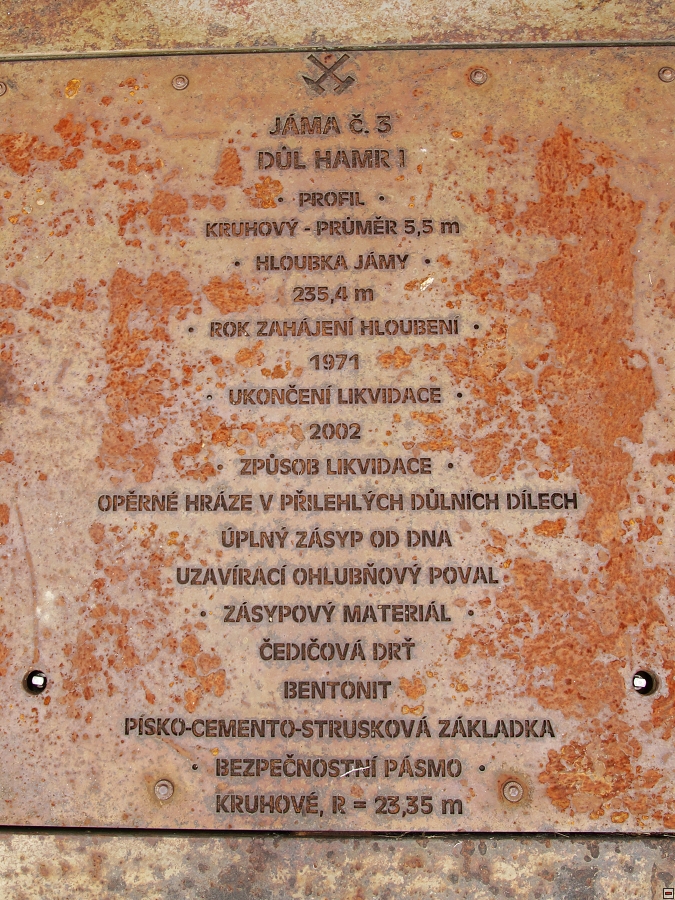 JÁMA č. 3
DŮL HAMR 1
• PROFIL •
KRUHOVÝ - PRŮMĚR 5,5 m
• HLOUBKA JÁMY •
235,4 m
• ROK ZAHÁJENÍ HLOUBENÍ •
1971
• UKONČENÍ LIKVIDACE •
2002
• ZPŮSOB LIKVIDACE •
OPĚRNÉ HRÁZE V PŘILEHLÝCH DŮLNÍCH DÍLECH
ÚPLNÝ ZÁSYP OD DNA
UZAVÍRACÍ OHLUBŇOVÝ POVAL
• ZÁSYPOVÝ MATERIÁL •
ČEDIČOVÁ DRŤ
BENTONIT
PÍSKO-CEMENTO-STRUSKOVÁ ZÁKLADKA
• BEZPEČNOSTNÍ PÁSMO •
KRUHOVÉ, R = 23,35 m